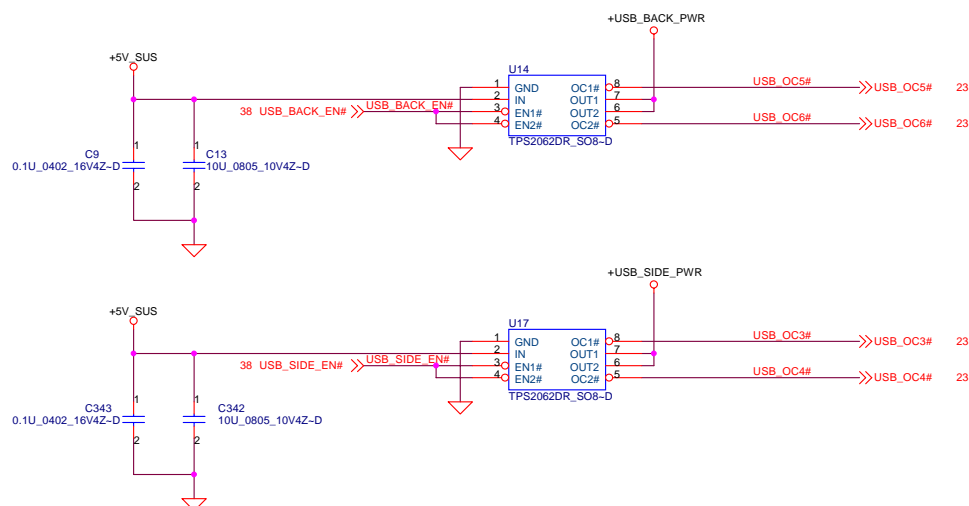 +USB_BACK_PWR
+5V_SUS
U14
1 GND OC1# 8 USB_OC5# USB_OC5# 23
2 IN OUT1 7
38 USB_BACK_EN# USB_BACK_EN# 3 EN1# OUT2 6
4 EN2# OC2# 5 USB_OC6# USB_OC6# 23
TPS2062DR_SO8~D
1 1
C9 C13
0.1U_0402_16V4Z~D 10U_0805_10V4Z~D
2 2
+USB_SIDE_PWR
+5V_SUS
U17
1 GND OC1# 8 USB_OC3# USB_OC3# 23
2 IN OUT1 7
38 USB_SIDE_EN# USB_SIDE_EN# 3 EN1# OUT2 6
4 EN2# OC2# 5 USB_OC4# USB_OC4# 23
TPS2062DR_SO8~D
1 1
C343 C342
0.1U_0402_16V4Z~D 10U_0805_10V4Z~D
2 2